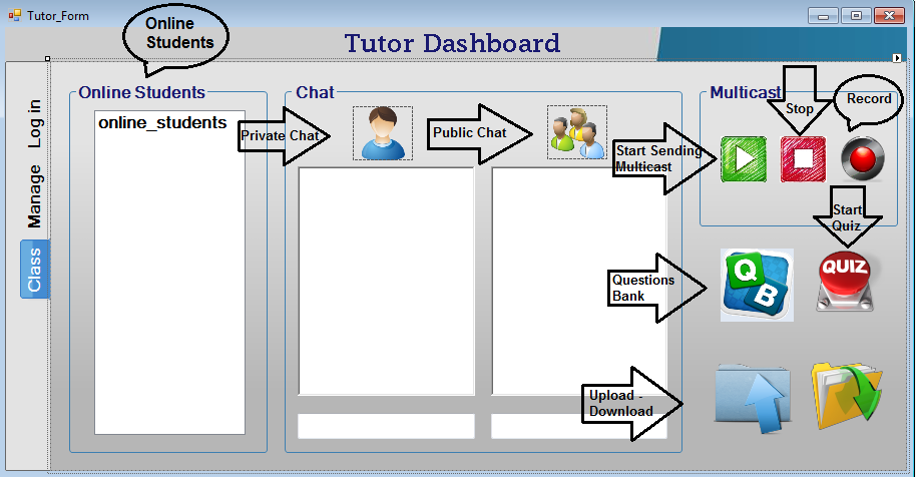 Tutor_Form
Online
Students
Tutor Dashboard
Log in
Manage
Class
Online Students
online_students
Chat
Private Chat
Public Chat
Multicast
Stop
Record
Start Sending
Multicast
Start
Quiz
Questions
Bank
Q
B
QUIZ
Upload -
Download